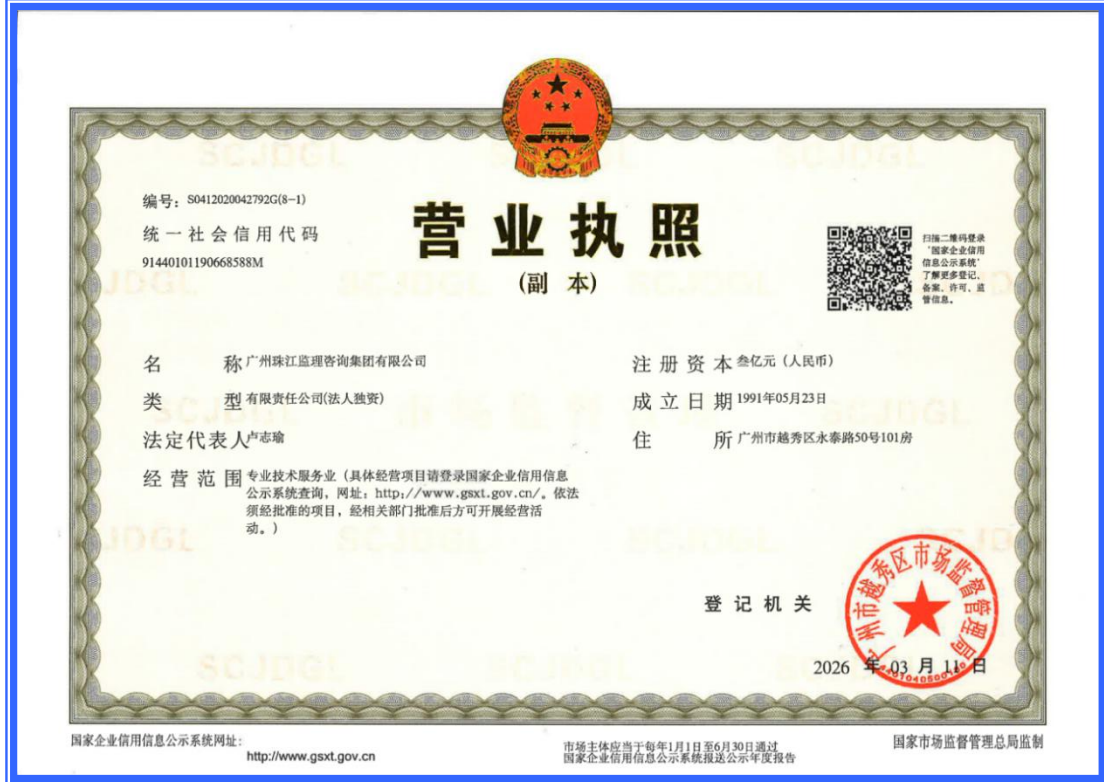 编号：S0412020042792G(8-1)
统一社会信用代码
91440101190668588M
营业执照
(副 本)
扫描二维码登录
'国家企业信用
信息公示系统'
了解更多登记、
备案、许可、监
管信息。
名 称 广州珠江监理咨询集团有限公司
类 型 有限责任公司(法人独资)
法定代表人 卢志瑜
经营范围 专业技术服务业（具体经营项目请登录国家企业信用信息
公示系统查询，网址：http://www.gsxt.gov.cn/。依法
须经批准的项目，经相关部门批准后方可开展经营活
动。）
注册资本 叁亿元（人民币）
成立日期 1991年05月23日
住 所 广州市越秀区永泰路50号101房
登记机关
广州市越秀区市场监督管理局
2026 年 03 月 11 日
国家企业信用信息公示系统网址：
http://www.gsxt.gov.cn
市场主体应当于每年1月1日至6月30日通过
国家企业信用信息公示系统报送公示年度报告
国家市场监督管理总局监制